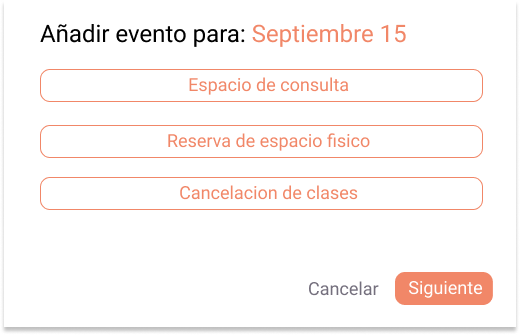 Añadir evento para: Septiembre 15
Espacio de consulta
Reserva de espacio fisico
Cancelacion de clases
Cancelar Siguiente